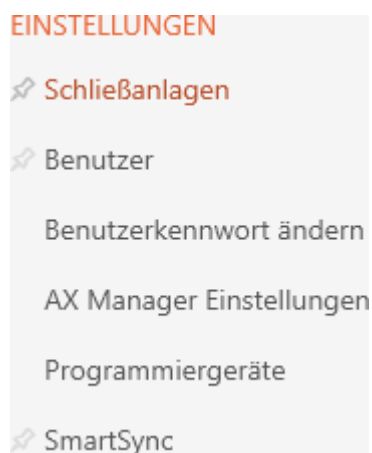 EINSTELLUNGEN
Schließanlagen
Benutzer
Benutzerkennwort ändern
AX Manager Einstellungen
Programmiergeräte
SmartSync